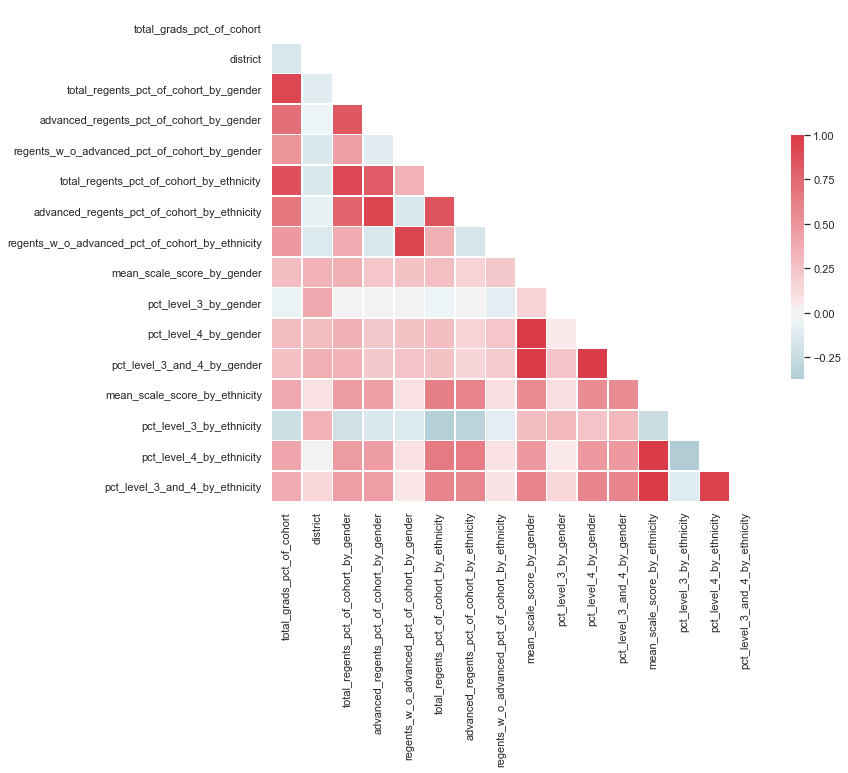 total_grads_pct_of_cohort
district
total_regents_pct_of_cohort_by_gender
advanced_regents_pct_of_cohort_by_gender
regents_w_o_advanced_pct_of_cohort_by_gender
total_regents_pct_of_cohort_by_ethnicity
advanced_regents_pct_of_cohort_by_ethnicity
regents_w_o_advanced_pct_of_cohort_by_ethnicity
mean_scale_score_by_gender
pct_level_3_by_gender
pct_level_4_by_gender
pct_level_3_and_4_by_gender
mean_scale_score_by_ethnicity
pct_level_3_by_ethnicity
pct_level_4_by_ethnicity
pct_level_3_and_4_by_ethnicity
total_grads_pct_of_cohort
district
total_regents_pct_of_cohort_by_gender
advanced_regents_pct_of_cohort_by_gender
regents_w_o_advanced_pct_of_cohort_by_gender
total_regents_pct_of_cohort_by_ethnicity
advanced_regents_pct_of_cohort_by_ethnicity
regents_w_o_advanced_pct_of_cohort_by_ethnicity
mean_scale_score_by_gender
pct_level_3_by_gender
pct_level_4_by_gender
pct_level_3_and_4_by_gender
mean_scale_score_by_ethnicity
pct_level_3_by_ethnicity
pct_level_4_by_ethnicity
pct_level_3_and_4_by_ethnicity
1.00
0.75
0.50
0.25
0.00
−0.25